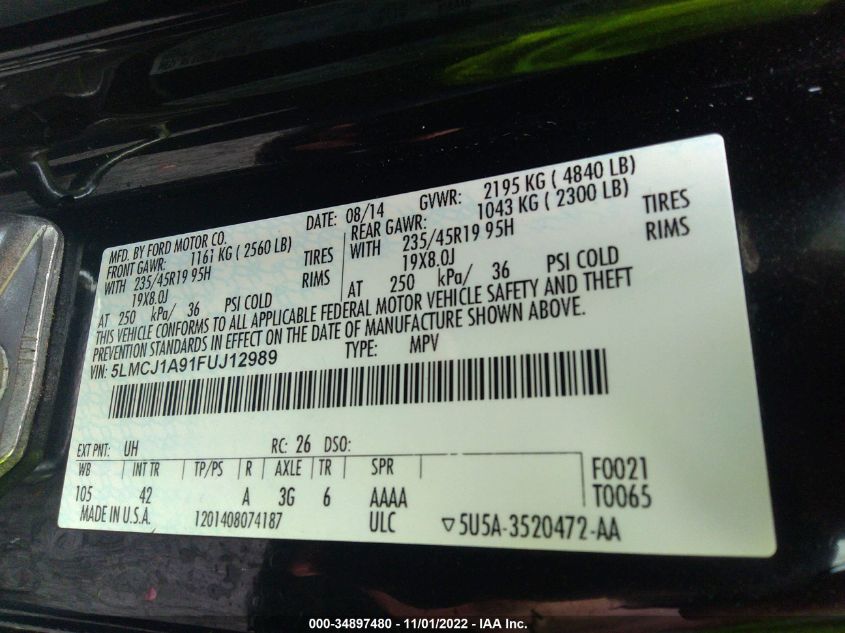 MFD. BY FORD MOTOR CO.
DATE: 08/14 GVWR: 2195 KG ( 4840 LB)
FRONT GAWR: 1161 KG ( 2560 LB) REAR GAWR: 1043 KG ( 2300 LB)
WITH 235/45R19 95H TIRES WITH 235/45R19 95H TIRES
19X8.0J RIMS 19X8.0J RIMS
AT 250 kPa/ 36 PSI COLD AT 250 kPa/ 36 PSI COLD
THIS VEHICLE CONFORMS TO ALL APPLICABLE FEDERAL MOTOR VEHICLE SAFETY AND THEFT
PREVENTION STANDARDS IN EFFECT ON THE DATE OF MANUFACTURE SHOWN ABOVE.
VIN: 5LMCJ1A91FUJ12989 TYPE: MPV
EXT PNT: UH RC: 26 DSO:
WB INT TR TP/PS R AXLE TR SPR F0021
105 42 A 3G 6 AAAA T0065
MADE IN U.S.A. 1201408074187 ULC ▽5U5A-3520472-AA
000-34897480 - 11/01/2022 - IAA Inc.